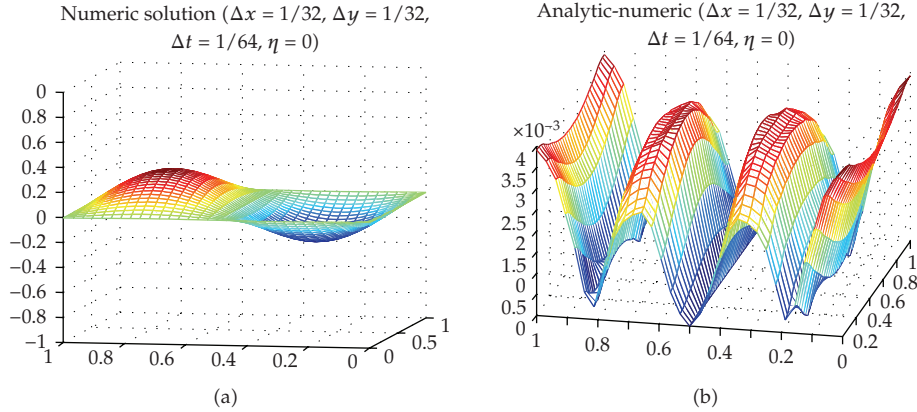 Numeric solution (Δx = 1/32, Δy = 1/32,
Δt = 1/64, η = 0)
0
0.8
0.6
0.4
0.2
0
−0.2
−0.4
−0.6
−0.8
−1
1 0.8 0.6 0.4 0.2 0
0 0.5 1
(a)
Analytic-numeric (Δx = 1/32, Δy = 1/32,
Δt = 1/64, η = 0)
×10−3
4
3.5
3
2.5
2
1.5
0
0.5
0
1 0.8 0.6 0.4 0.2 0
0.2 0.4 0.6 0.8 1
(b)